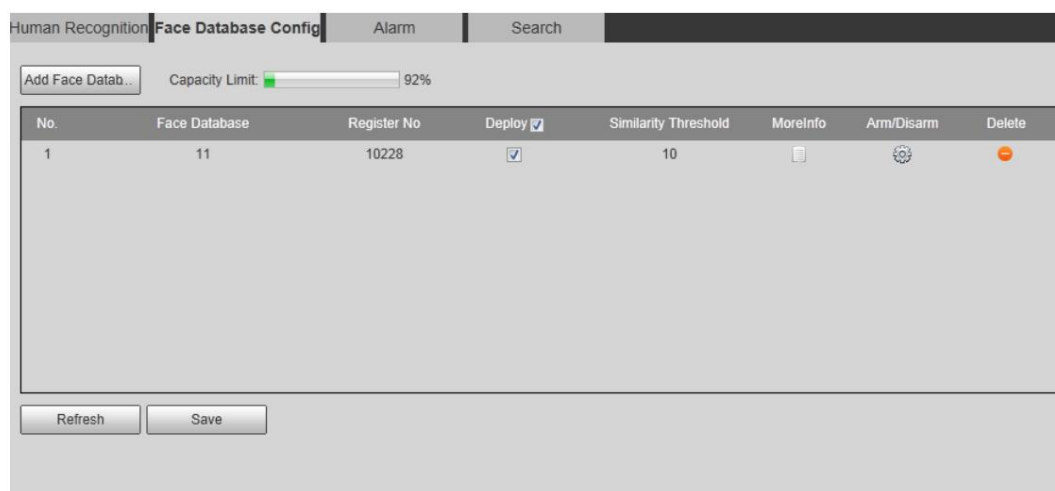 Human Recognition Face Database Config Alarm Search
Add Face Datab... Capacity Limit: 92%
No. Face Database Register No Deploy Similarity Threshold MoreInfo Arm/Disarm Delete
1 11 10228 10
Refresh Save